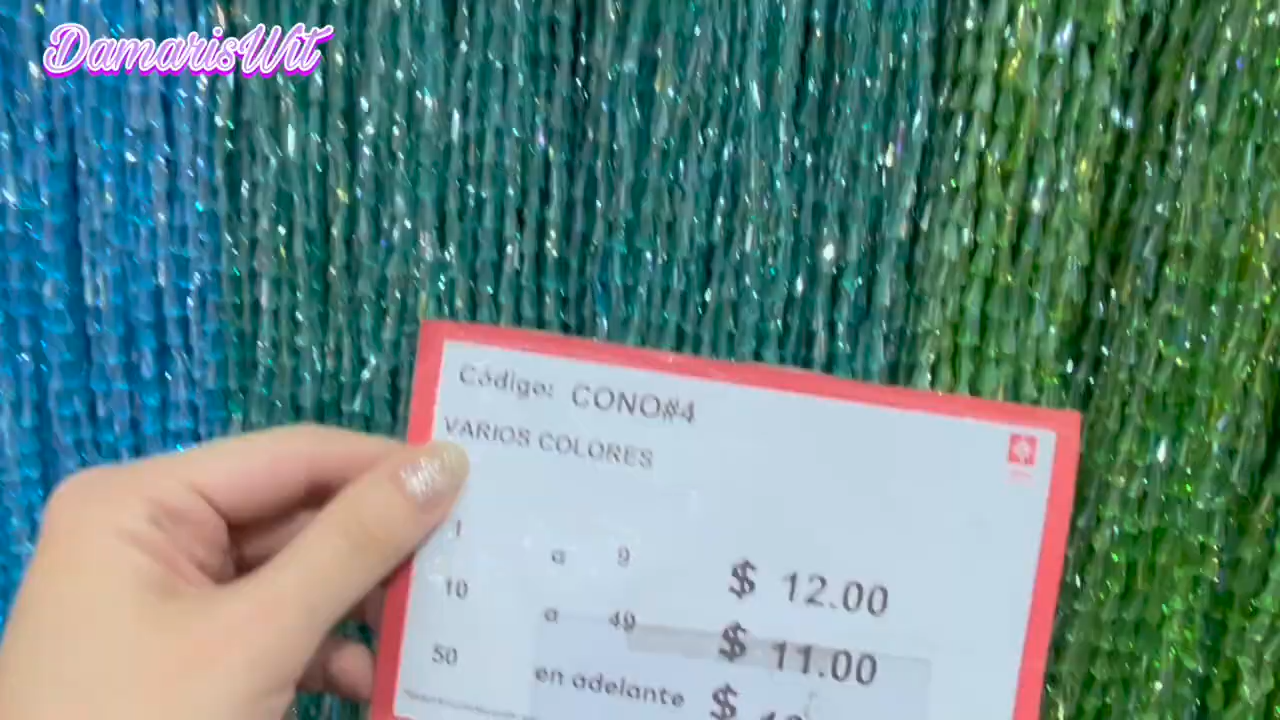 DamarisWit
Código: CONO#4
VARIOS COLORES
1 a 9 $ 12.00
10 a 49 $ 11.00
50 en adelante $